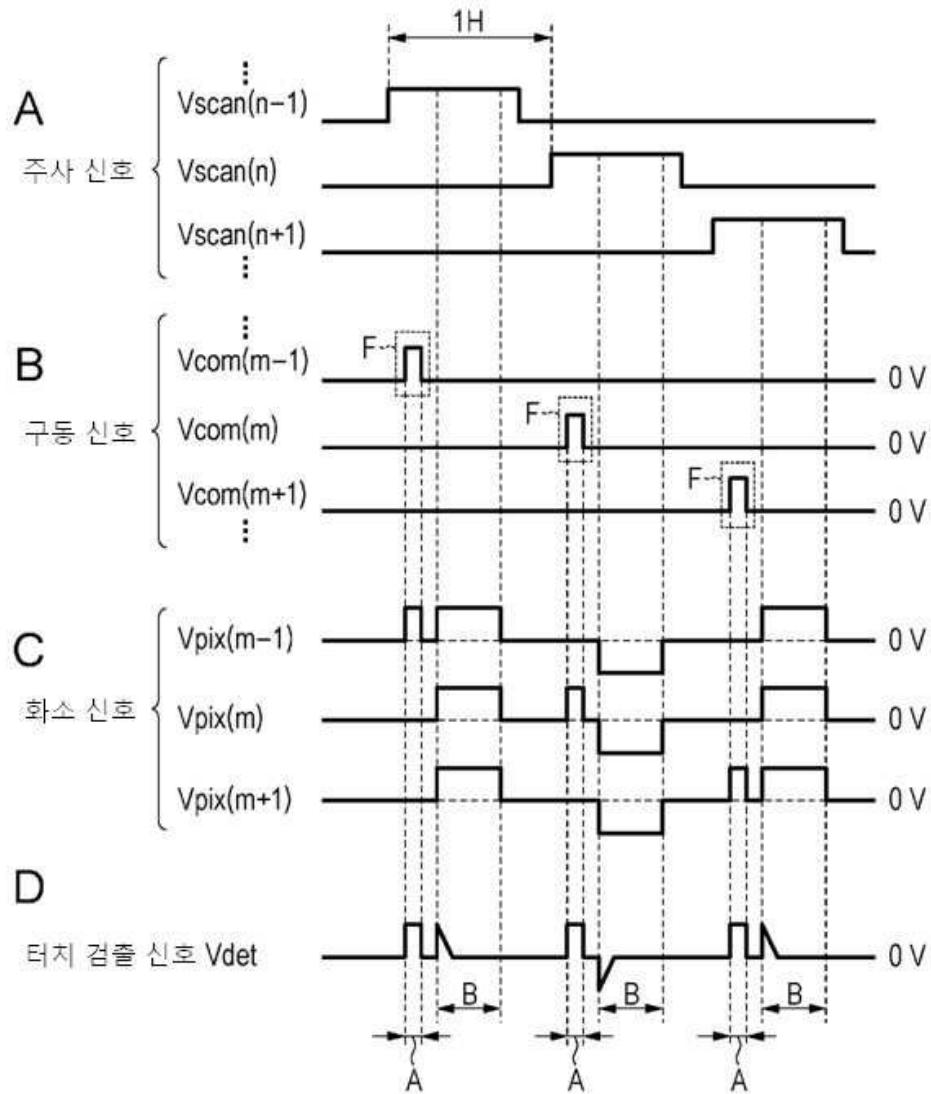 1H
A
주사 신호
Vscan(n-1)
Vscan(n)
Vscan(n+1)
B
구동 신호
F
Vcom(m-1)
0 V
F
Vcom(m)
0 V
F
Vcom(m+1)
0 V
C
화소 신호
Vpix(m-1)
0 V
Vpix(m)
0 V
Vpix(m+1)
0 V
D
터치 검출 신호 Vdet
0 V
B
B
B
A
A
A